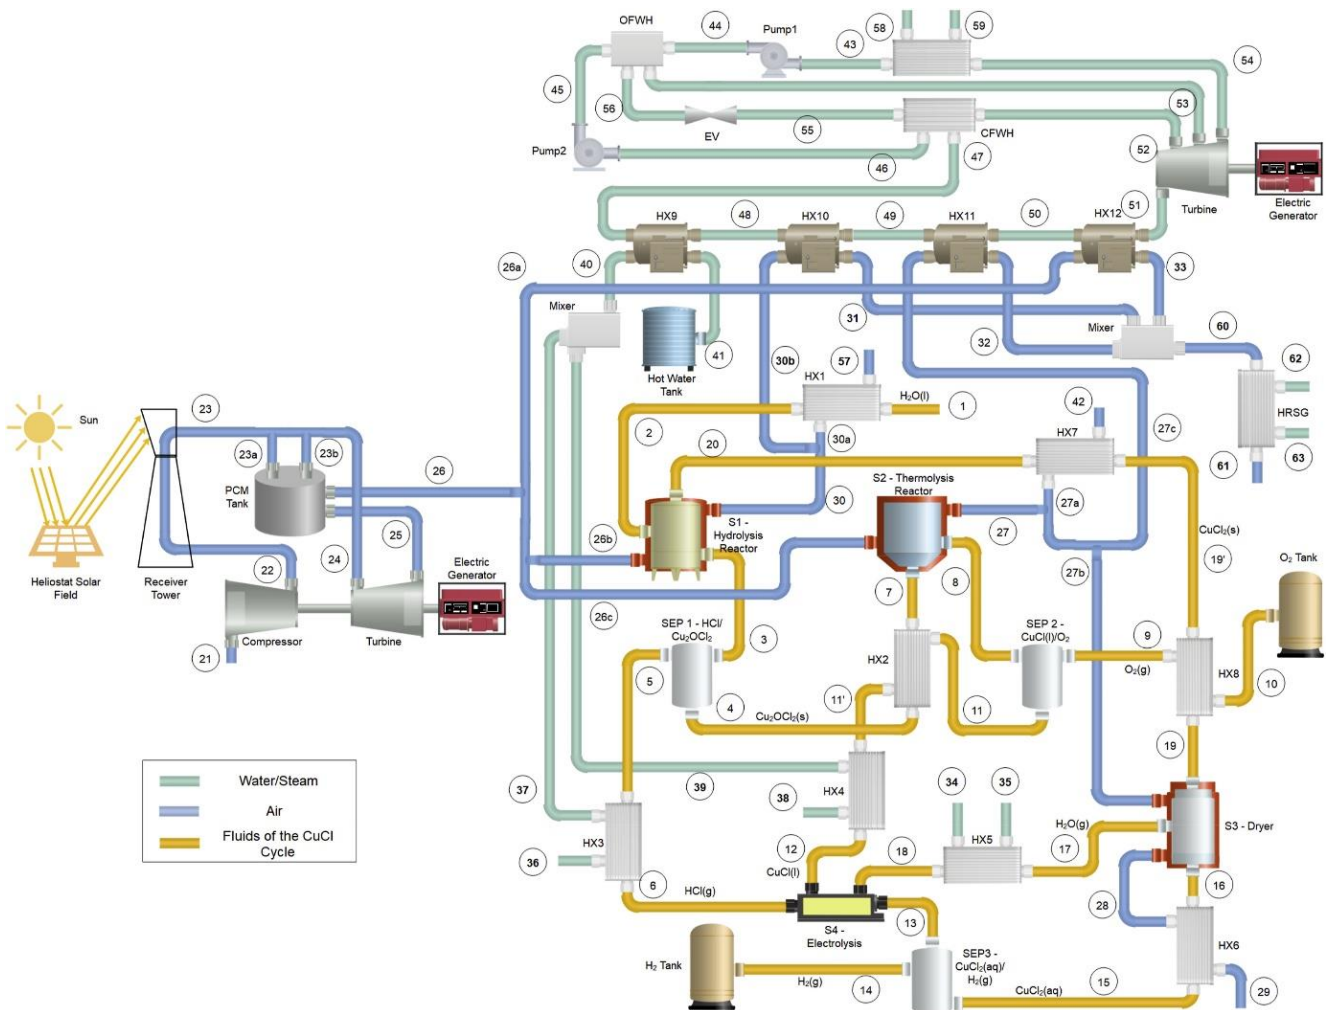 OFWH
44
Pump1
43
58
59
54
45
56
53
EV
55
CFWH
Pump2
46
47
52
Turbine
Electric
Generator
HX9
48
HX10
49
HX11
50
HX12
51
26a
40
33
Mixer
31
Mixer
60
32
41
Hot Water
Tank
30b
57
62
HX1
H₂O(l)
1
HRSG
42
Sun
23
2
20
30a
HX7
27c
61
63
23a
23b
26
PCM
Tank
S2 - Thermolysis
Reactor
30
27a
S1 -
Hydrolysis
Reactor
26b
27
CuCl₂(s)
25
24
22
Heliostat Solar
Field
Receiver
Tower
Electric
Generator
8
7
27b
19'
O₂ Tank
26c
Compressor
Turbine
21
SEP 1 - HCl/
Cu₂OCl₂
3
SEP 2 -
CuCl(l)/O₂
9
O₂(g)
HX2
5
4
Cu₂OCl₂(s)
11'
11
HX8
10
19
Water/Steam
Air
Fluids of the CuCl
Cycle
37
39
38
HX4
34
35
S3 - Dryer
H₂O(g)
HX3
36
12
CuCl(l)
18
HX5
17
6
HCl(g)
16
28
13
S4 -
Electrolysis
HX6
H₂ Tank
H₂(g)
14
SEP3 -
CuCl₂(aq)/
H₂(g)
CuCl₂(aq)
15
29